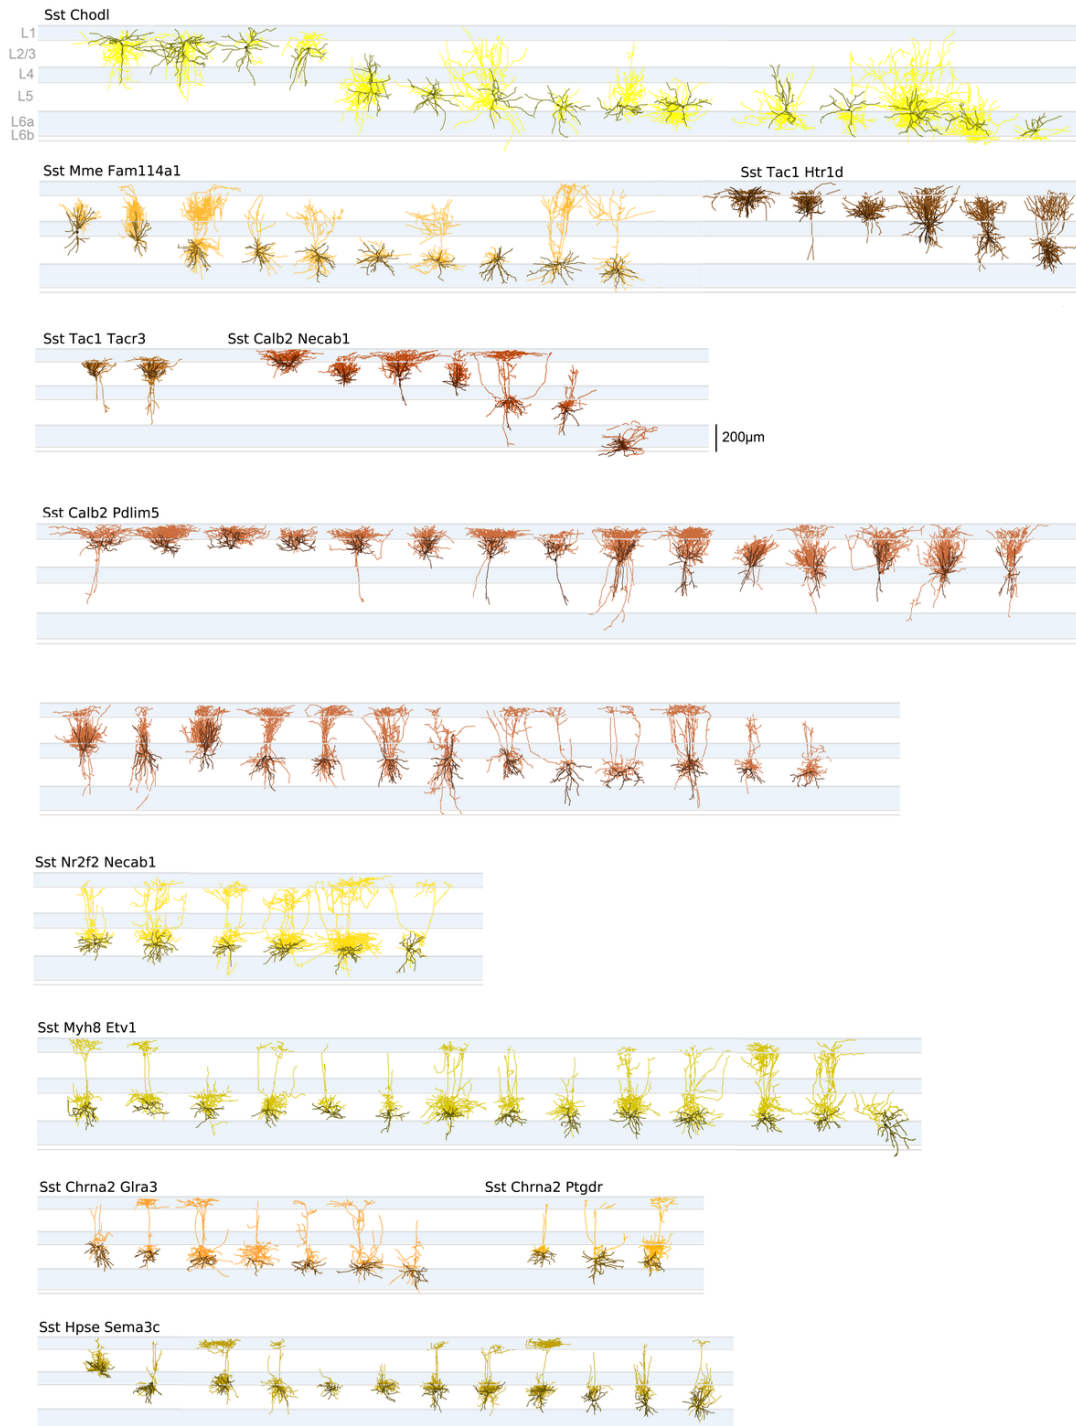 Sst Chodl
L1
L2/3
L4
L5
L6a
L6b
Sst Mme Fam114a1
Sst Tac1 Htr1d
Sst Tac1 Tacr3
Sst Calb2 Necab1
200µm
Sst Calb2 Pdlim5
Sst Nr2f2 Necab1
Sst Myh8 Etv1
Sst Chrna2 Glra3
Sst Chrna2 Ptgdr
Sst Hpse Sema3c